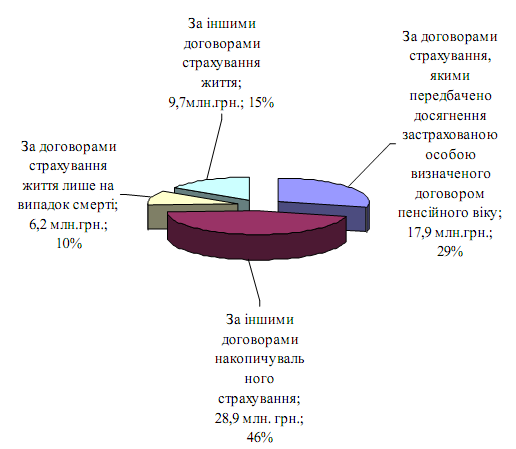 За іншими
договорами
страхування
життя;
9,7млн.грн.; 15%
За договорами
страхування,
якими
передбачено
досягнення
застрахованою
особою
визначеного
договором
пенсійного віку;
17,9 млн.грн.;
29%
За договорами
страхування
життя лише на
випадок смерті;
6,2 млн.грн.;
10%
За іншими
договорами
накопичуваль
ного
страхування;
28,9 млн. грн.;
46%